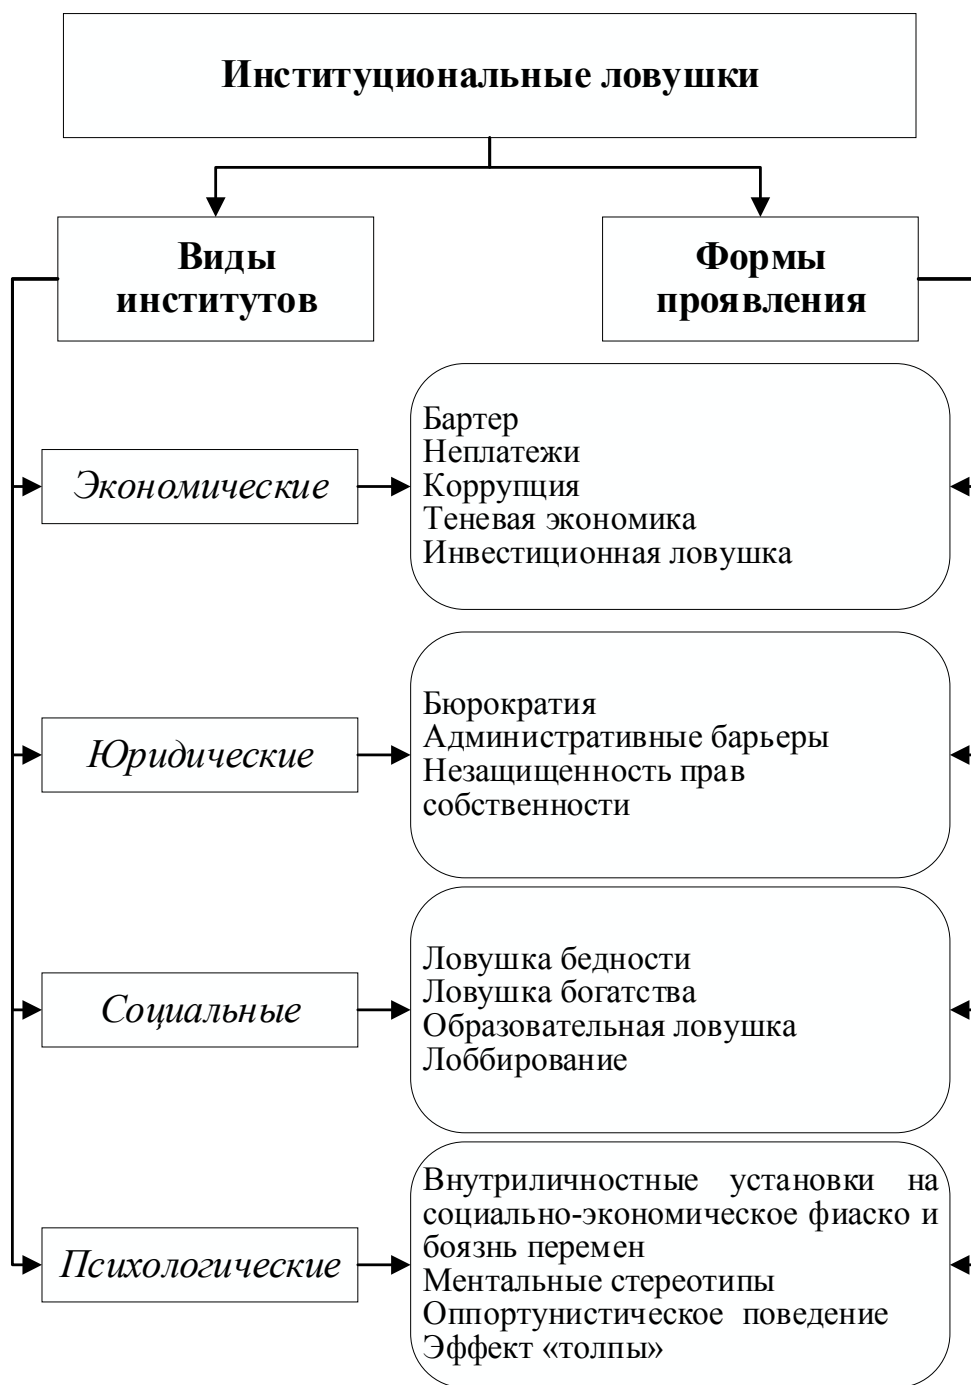 Институциональные ловушки
Виды
институтов
Формы
проявления
Экономические
Бартер
Неплатежи
Коррупция
Теневая экономика
Инвестиционная ловушка
Юридические
Бюрократия
Административные барьеры
Незащищенность прав
собственности
Социальные
Ловушка бедности
Ловушка богатства
Образовательная ловушка
Лоббирование
Психологические
Внутриличностные установки на
социально-экономическое фиаско и
боязнь перемен
Ментальные стереотипы
Оппортунистическое поведение
Эффект «толпы»